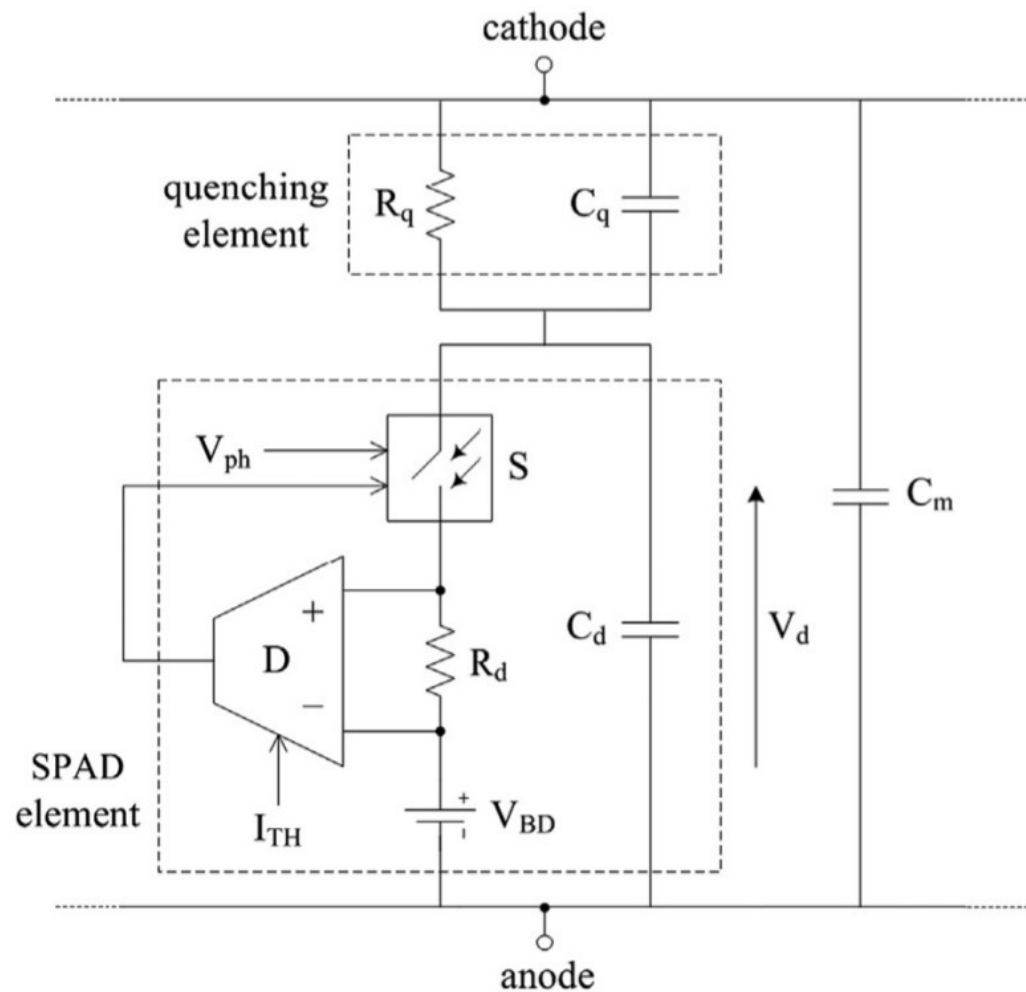 cathode
quenching
element
Rq
Cq
Vph
S
Cm
+
D
−
Rd
Cd
Vd
SPAD
element
ITH
+
-
VBD
anode